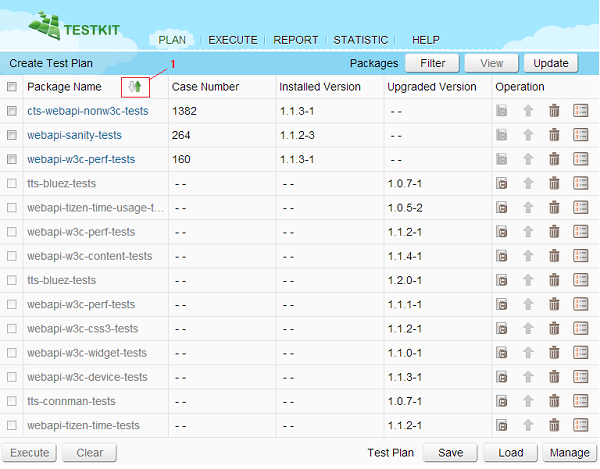 TESTKIT
PLAN EXECUTE REPORT STATISTIC HELP
Create Test Plan Packages Filter View Update
Package Name 1 Case Number Installed Version Upgraded Version Operation
cts-webapi-nonw3c-tests 1382 1.1.3-1 --
webapi-sanity-tests 264 1.1.2-3 --
webapi-w3c-perf-tests 160 1.1.3-1 --
tts-bluez-tests -- -- 1.0.7-1
webapi-tizen-time-usage-t... -- -- 1.0.5-2
webapi-w3c-perf-tests -- -- 1.1.2-1
webapi-w3c-content-tests -- -- 1.1.4-1
tts-bluez-tests -- -- 1.2.0-1
webapi-w3c-perf-tests -- -- 1.1.1-1
webapi-w3c-css3-tests -- -- 1.1.2-1
webapi-w3c-widget-tests -- -- 1.1.0-1
webapi-w3c-device-tests -- -- 1.1.3-1
tts-connman-tests -- -- 1.0.7-1
webapi-tizen-time-tests -- -- 1.1.2-1
Execute Clear Test Plan Save Load Manage